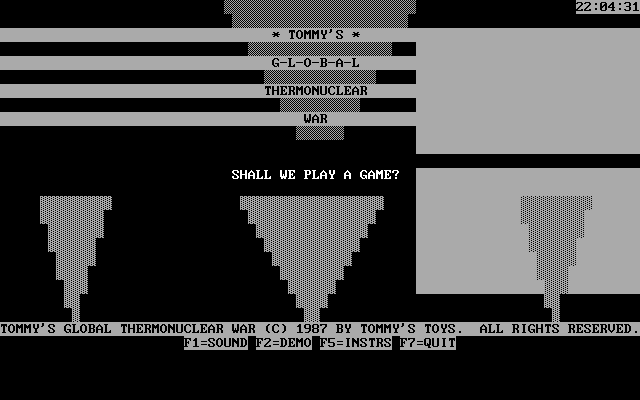 22:04:31
* TOMMY'S *
G-L-O-B-A-L
THERMONUCLEAR
WAR
SHALL WE PLAY A GAME?
TOMMY'S GLOBAL THERMONUCLEAR WAR (C) 1987 BY TOMMY'S TOYS.  ALL RIGHTS RESERVED.
F1=SOUND F2=DEMO F5=INSTRS F7=QUIT